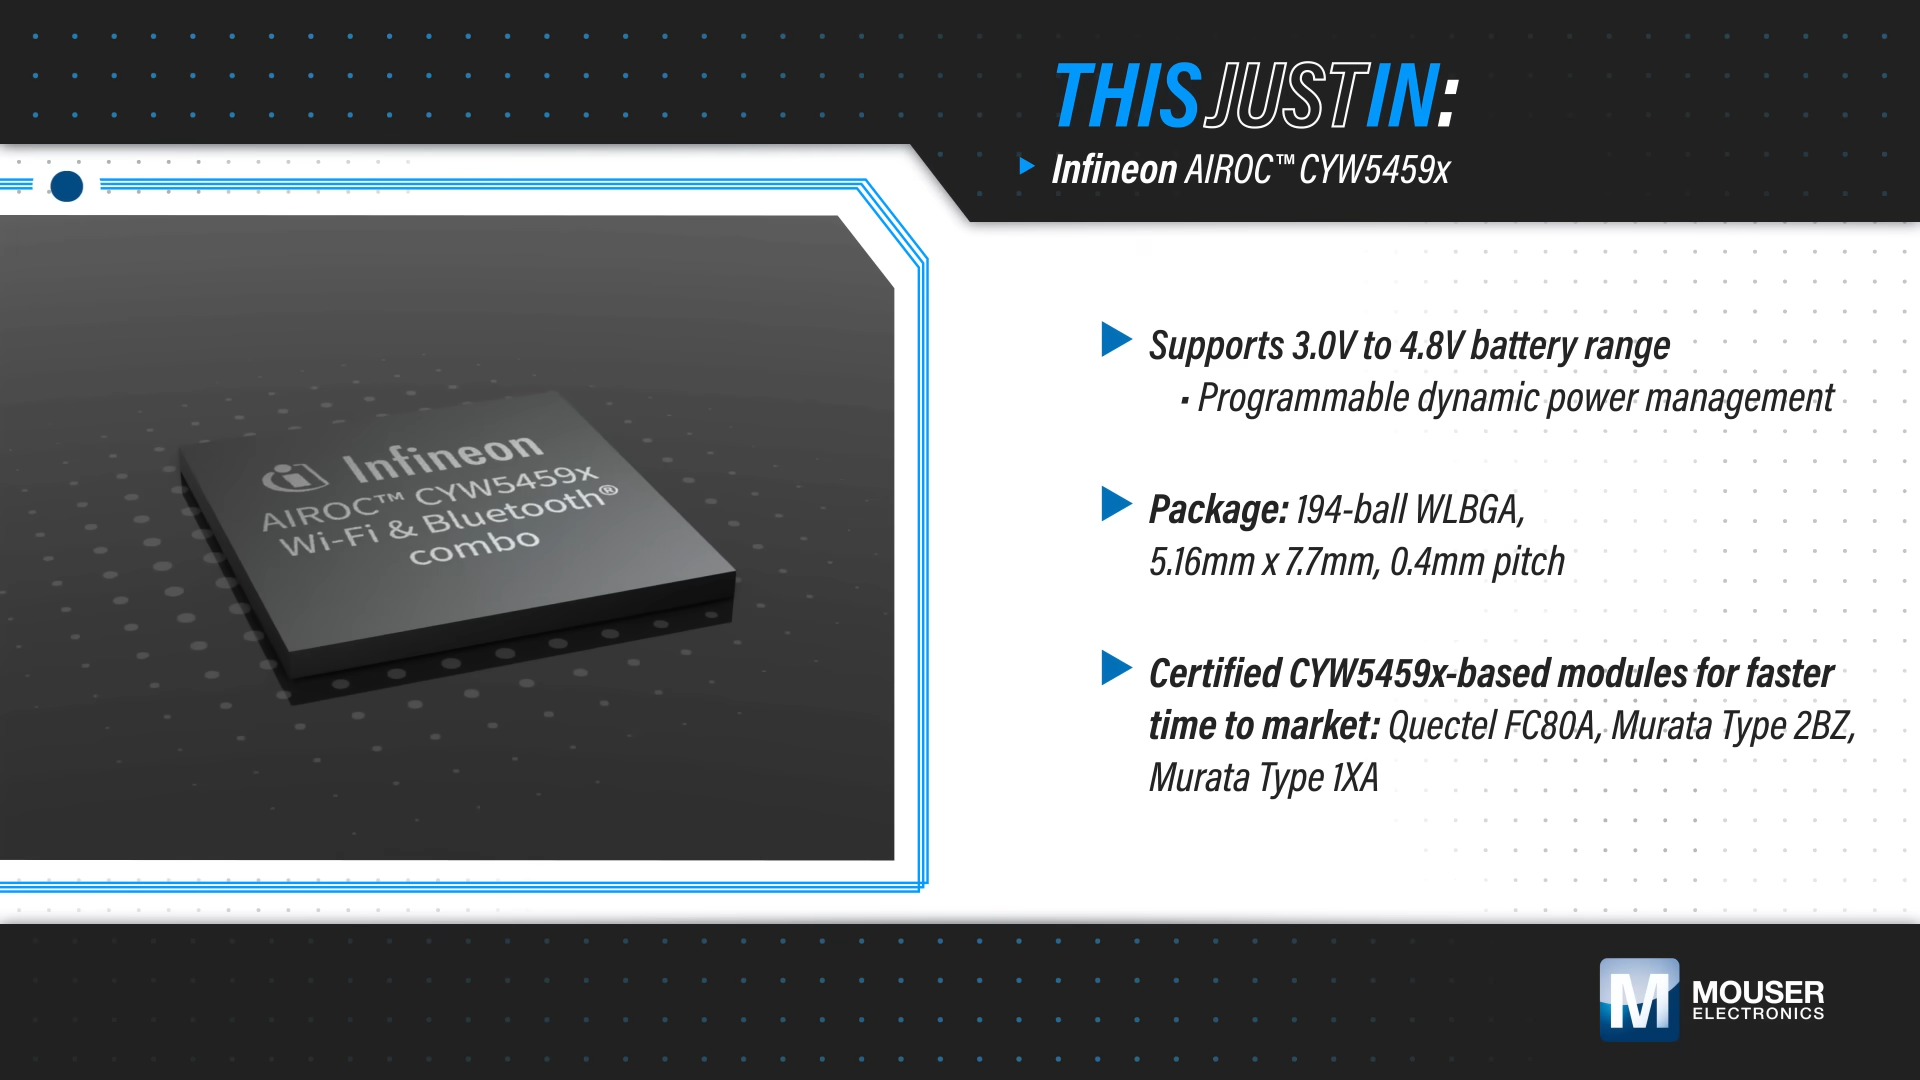 THIS JUST IN:
Infineon AIROC™ CYW5459x
Infineon
AIROC™ CYW5459x
Wi-Fi & Bluetooth®
combo
Supports 3.0V to 4.8V battery range
▪ Programmable dynamic power management
Package: 194-ball WLBGA,
5.16mm x 7.7mm, 0.4mm pitch
Certified CYW5459x-based modules for faster
time to market: Quectel FC80A, Murata Type 2BZ,
Murata Type 1XA
M
MOUSER
ELECTRONICS